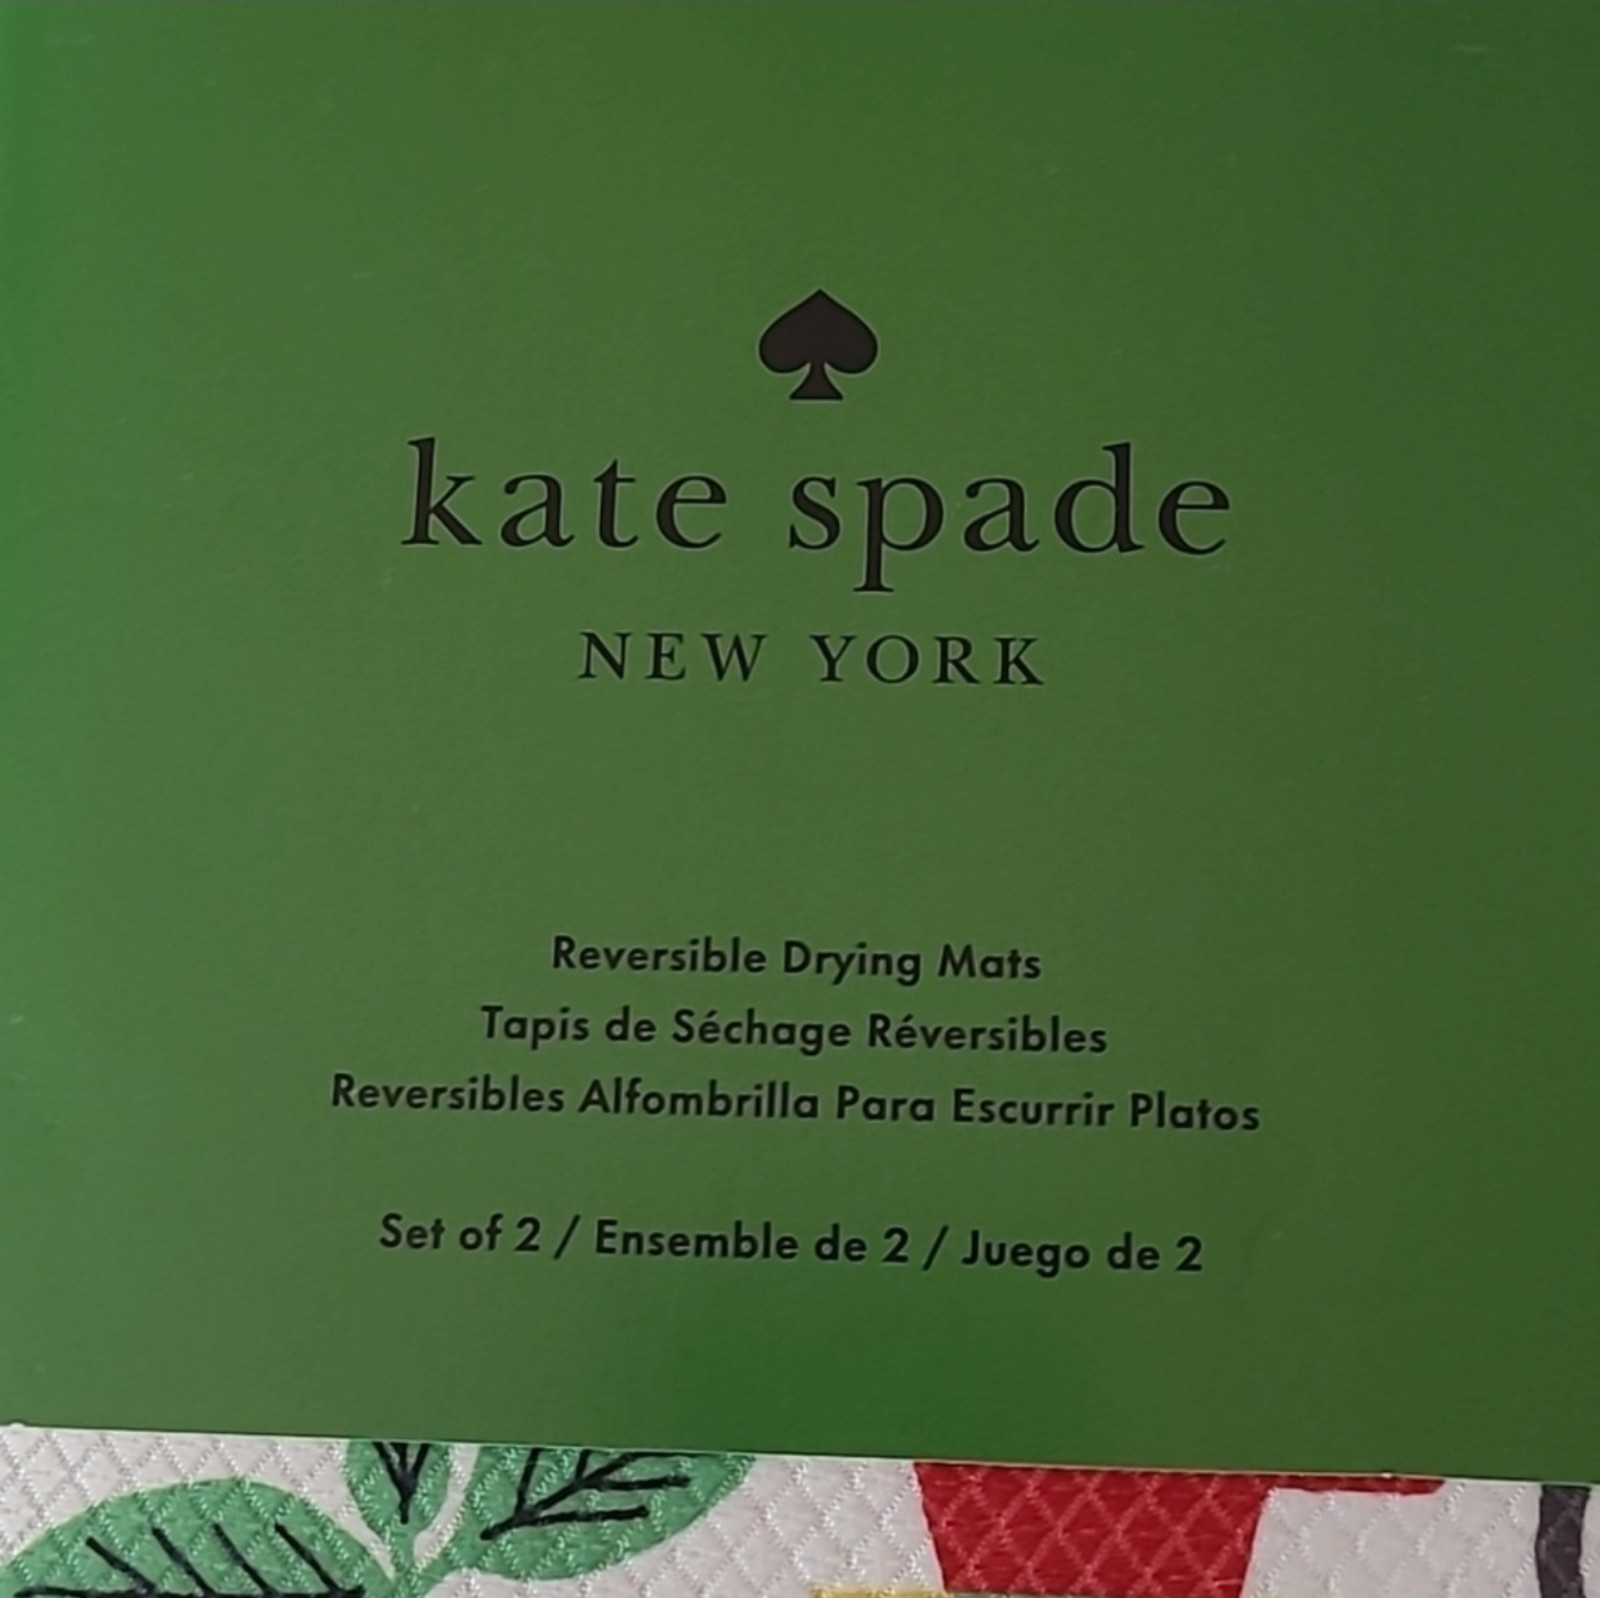 kate spade
NEW YORK
Reversible Drying Mats
Tapis de Séchage Réversibles
Reversibles Alfombrilla Para Escurrir Platos
Set of 2 / Ensemble de 2 / Juego de 2